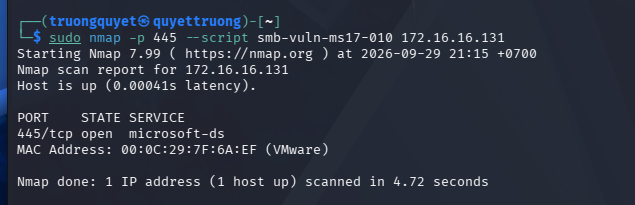 ┌──(truongquyet㉿quyettruong)-[~]
└─$ sudo nmap -p 445 --script smb-vuln-ms17-010 172.16.16.131
Starting Nmap 7.99 ( https://nmap.org ) at 2026-09-29 21:15 +0700
Nmap scan report for 172.16.16.131
Host is up (0.00041s latency).

PORT    STATE SERVICE
445/tcp open  microsoft-ds
MAC Address: 00:0C:29:7F:6A:EF (VMware)

Nmap done: 1 IP address (1 host up) scanned in 4.72 seconds